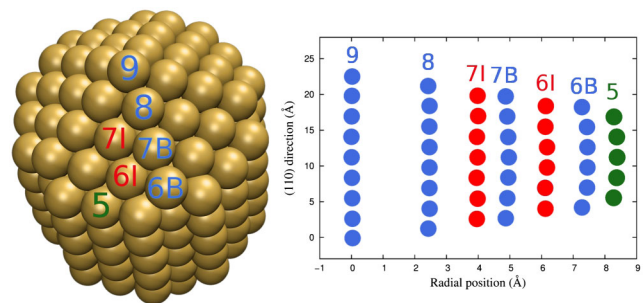 9
8
7I
7B
6I
6B
5
(110) direction (Å)
25
20
15
10
5
0
9
8
7I 7B
6I
6B
5
−1 0 1 2 3 4 5 6 7 8 9
Radial position (Å)